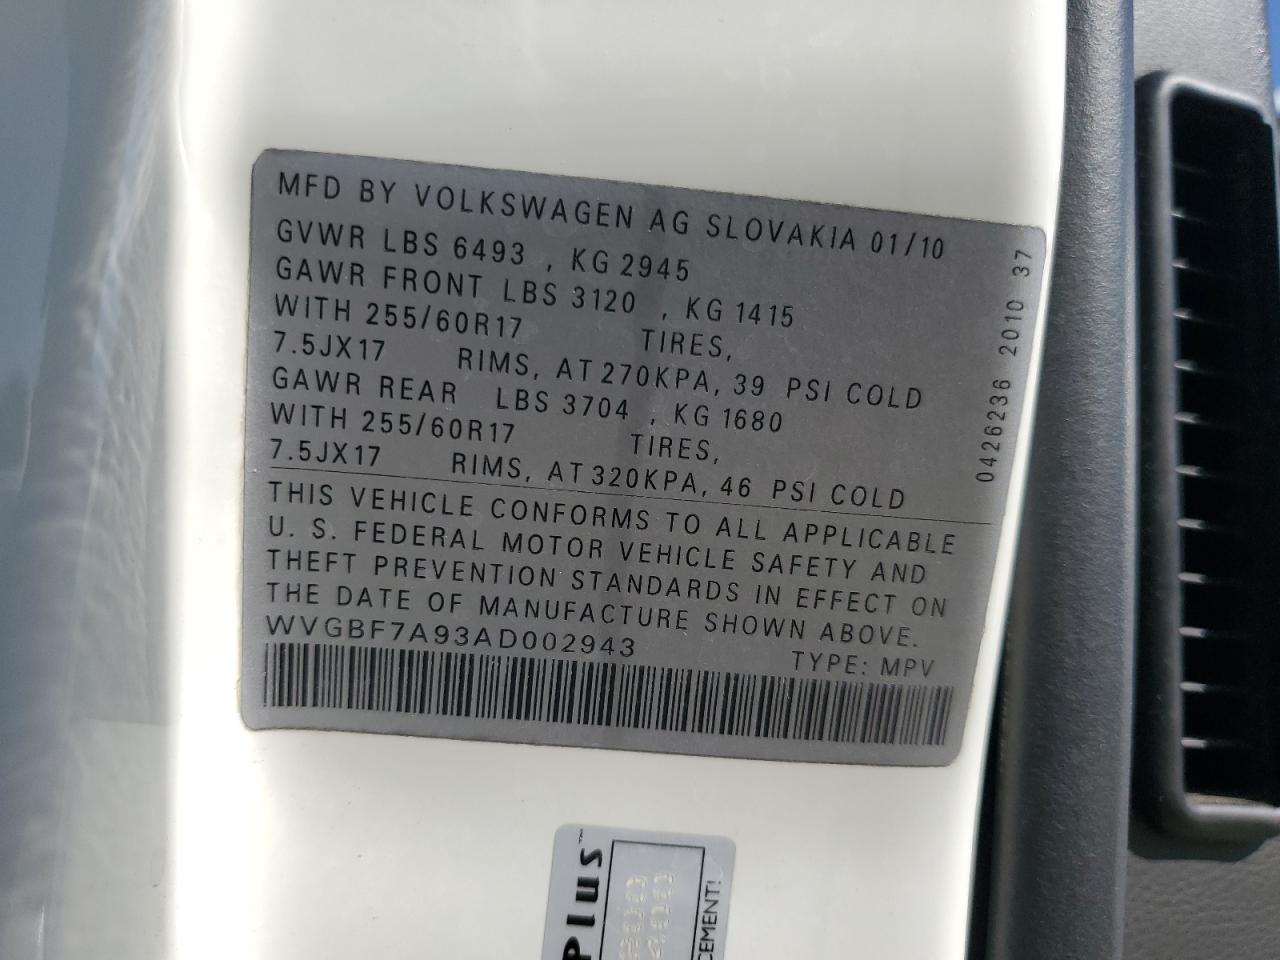 MFD BY VOLKSWAGEN AG SLOVAKIA 01/10
GVWR LBS 6493 , KG 2945
GAWR FRONT LBS 3120 , KG 1415
WITH 255/60R17 TIRES,
7.5JX17 RIMS, AT 270KPA, 39 PSI COLD
GAWR REAR LBS 3704 , KG 1680
WITH 255/60R17 TIRES,
7.5JX17 RIMS, AT 320KPA, 46 PSI COLD
THIS VEHICLE CONFORMS TO ALL APPLICABLE
U. S. FEDERAL MOTOR VEHICLE SAFETY AND
THEFT PREVENTION STANDARDS IN EFFECT ON
THE DATE OF MANUFACTURE SHOWN ABOVE.
WVGBF7A93AD002943
TYPE: MPV
0426236 2010 37
Plus™
CEMENT!